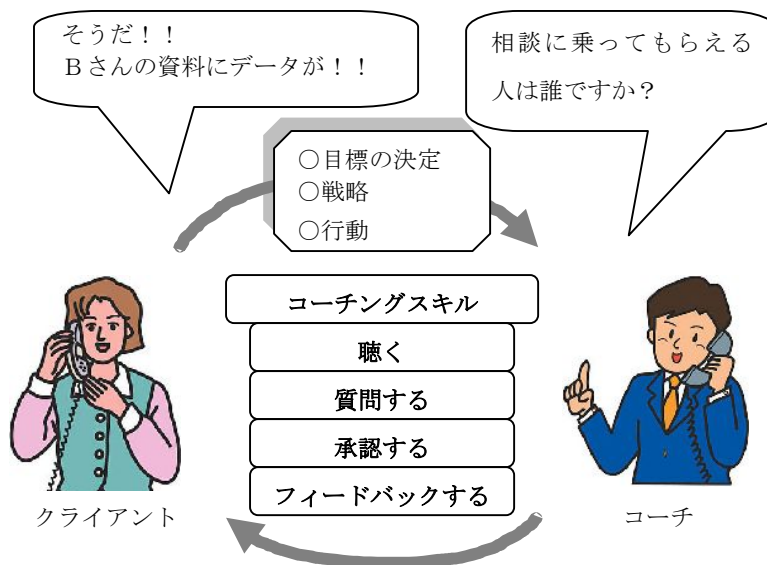 そうだ！！
Ｂさんの資料にデータが！！
相談に乗ってもらえる
人は誰ですか？
○目標の決定
○戦略
○行動
コーチングスキル
聴く
質問する
承認する
フィードバックする
クライアント
コーチ